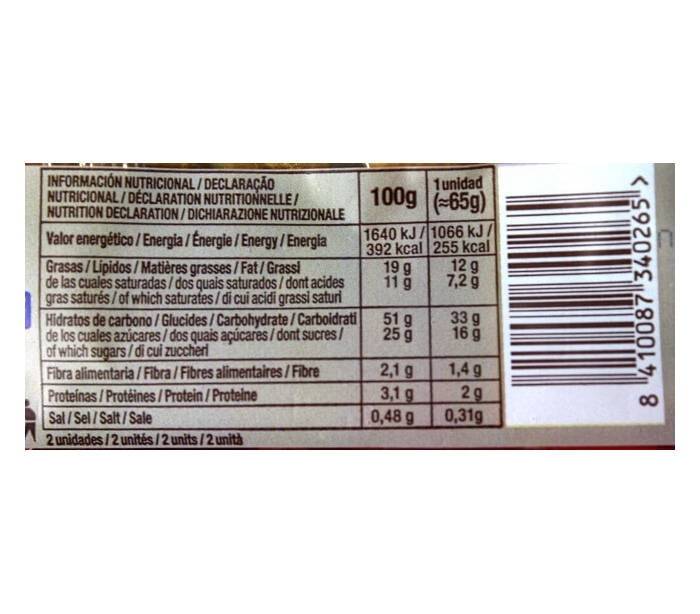 INFORMACIÓN NUTRICIONAL / DECLARAÇÃO
NUTRICIONAL / DÉCLARATION NUTRITIONNELLE /
NUTRITION DECLARATION / DICHIARAZIONE NUTRIZIONALE
100g
1unidad
(≈65g)
Valor energético / Energia / Énergie / Energy / Energia
1640 kJ / 1066 kJ /
392 kcal 255 kcal
Grasas / Lípidos / Matières grasses / Fat / Grassi 19 g 12 g
de las cuales saturadas / dos quais saturados / dont acides 11 g 7,2 g
gras saturés / of which saturates / di cui acidi grassi saturi
Hidratos de carbono / Glucides / Carbohydrate / Carboidrati 51 g 33 g
de los cuales azúcares / dos quais açúcares / dont sucres / 25 g 16 g
of which sugars / di cui zuccheri
Fibra alimentaria / Fibra / Fibres alimentaires / Fibre 2,1 g 1,4 g
Proteínas / Protéines / Protein / Proteine 3,1 g 2 g
Sal / Sel / Salt / Sale 0,48 g 0,31g
2 unidades / 2 unités / 2 units / 2 unità
8 410087 340265 >